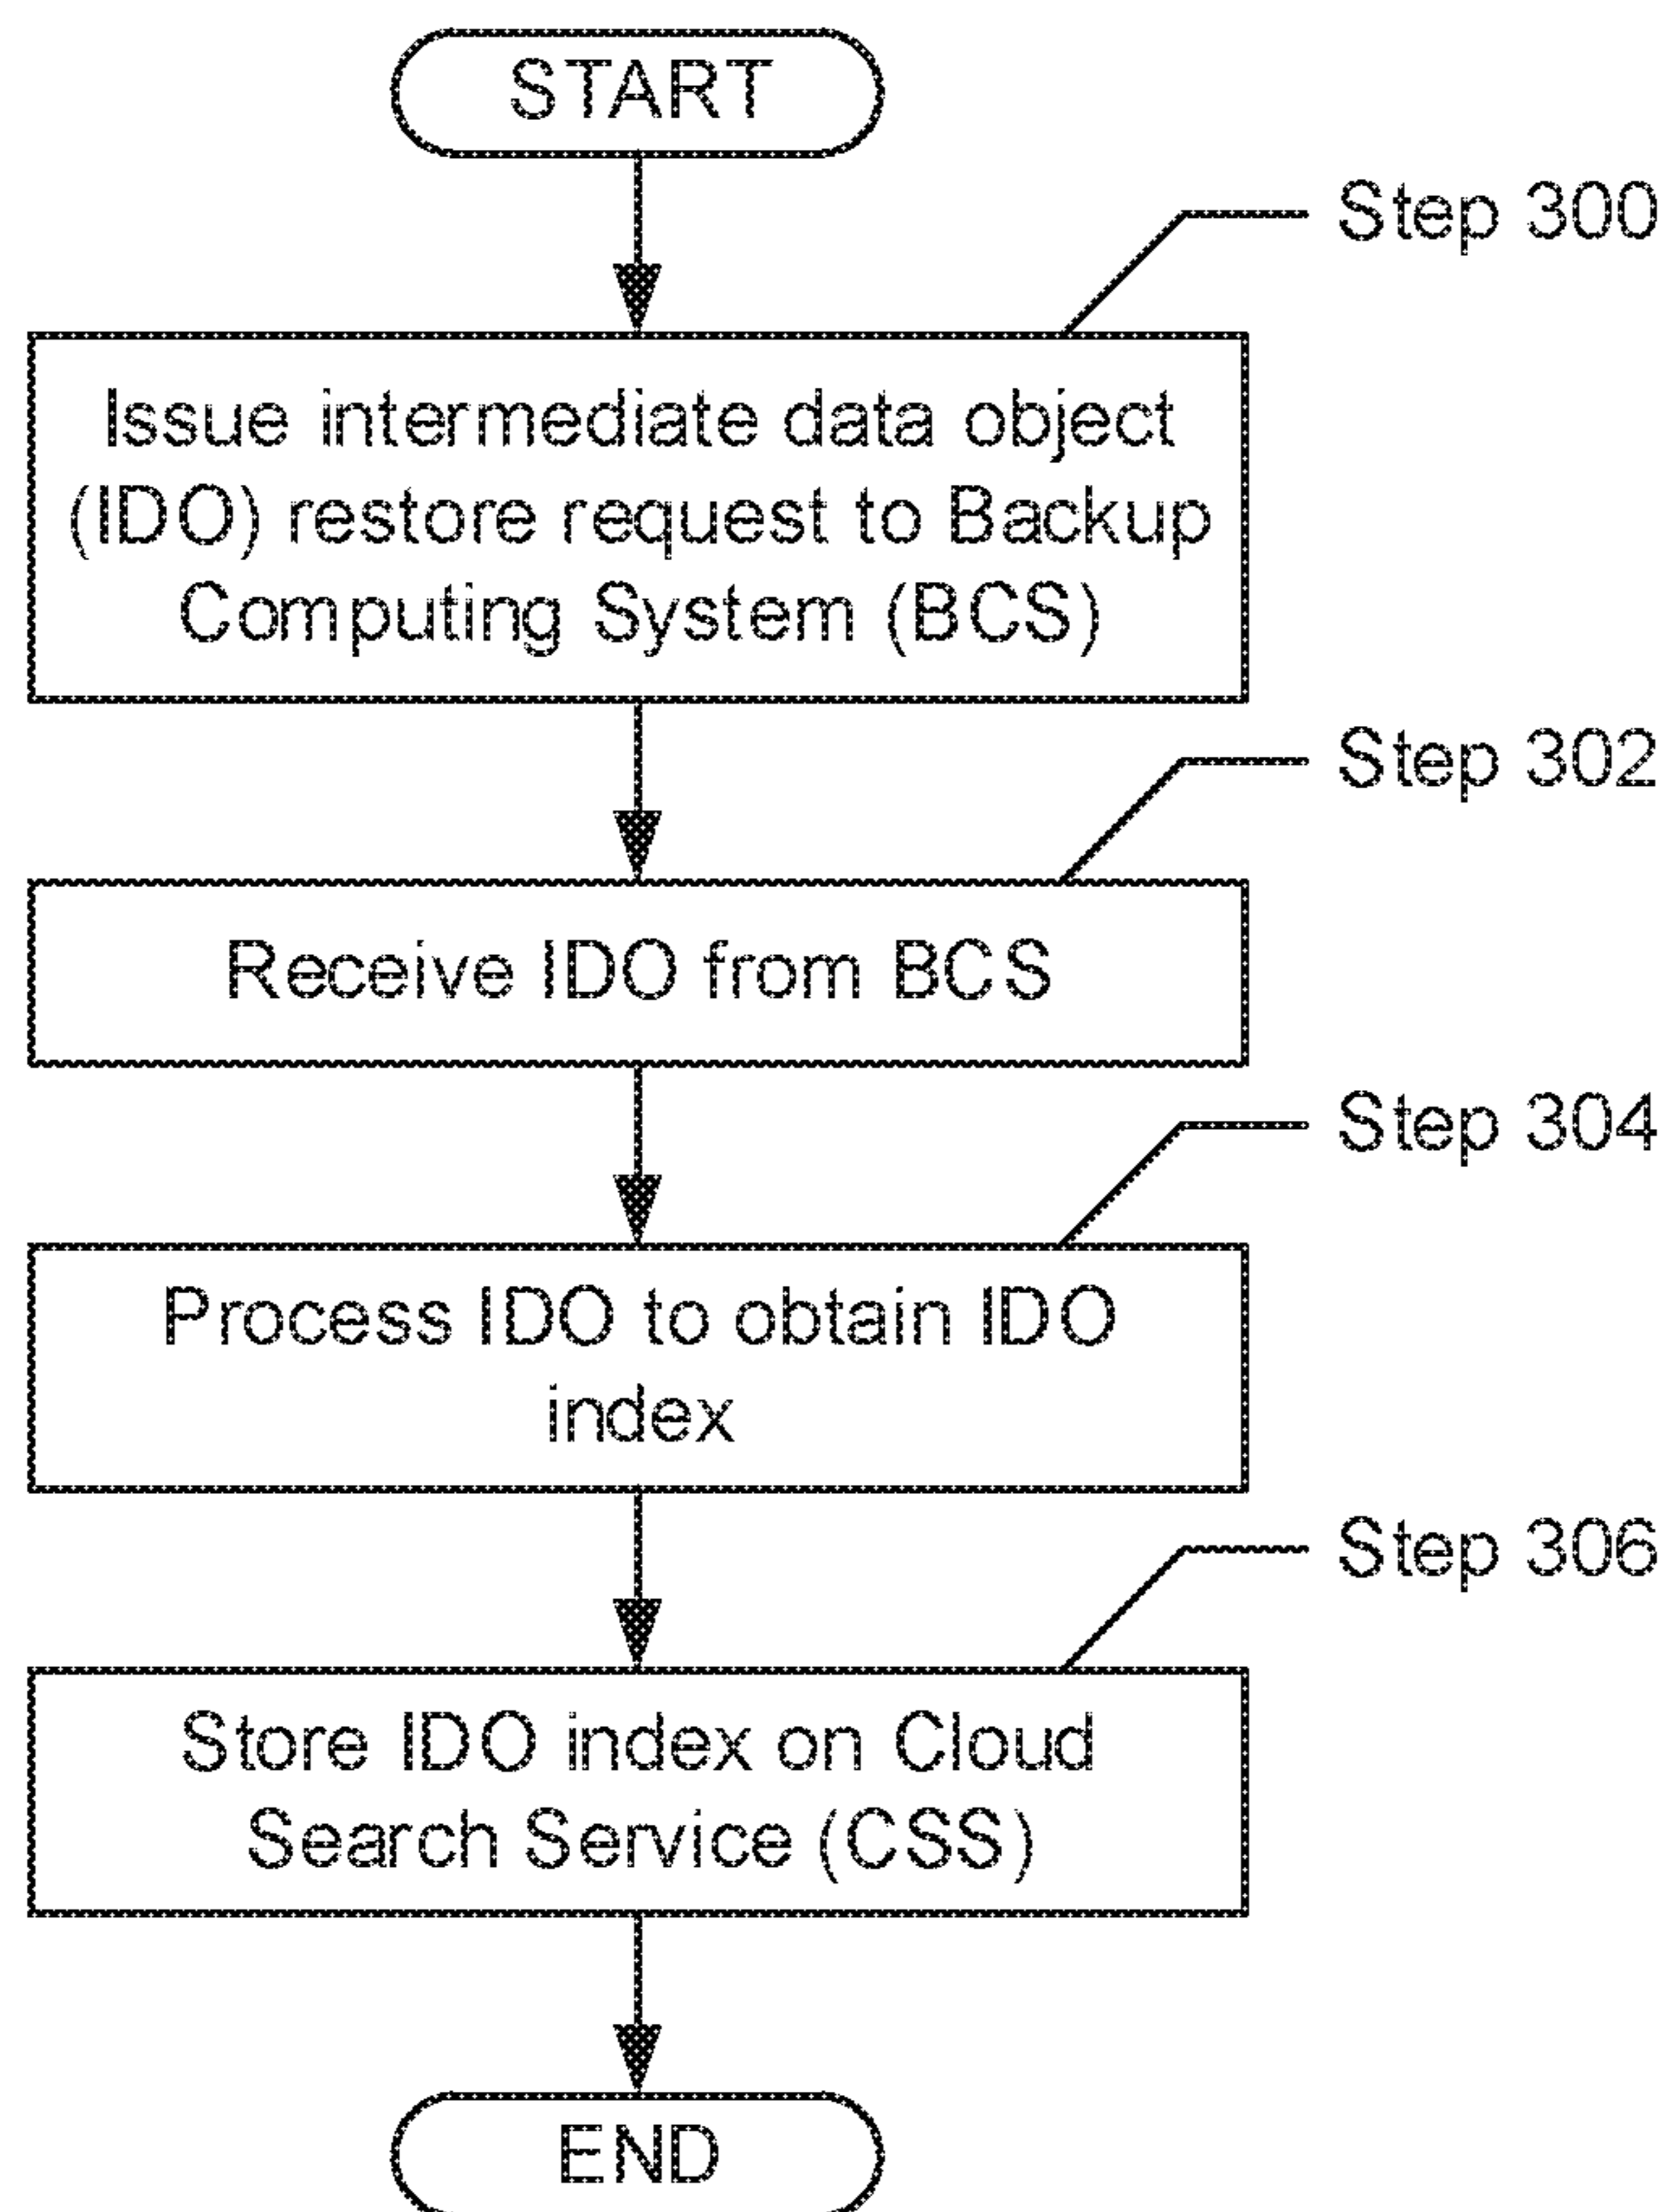 START
Step 300
Issue intermediate data object
(IDO) restore request to Backup
Computing System (BCS)
Step 302
Receive IDO from BCS
Step 304
Process IDO to obtain IDO
index
Step 306
Store IDO index on Cloud
Search Service (CSS)
END